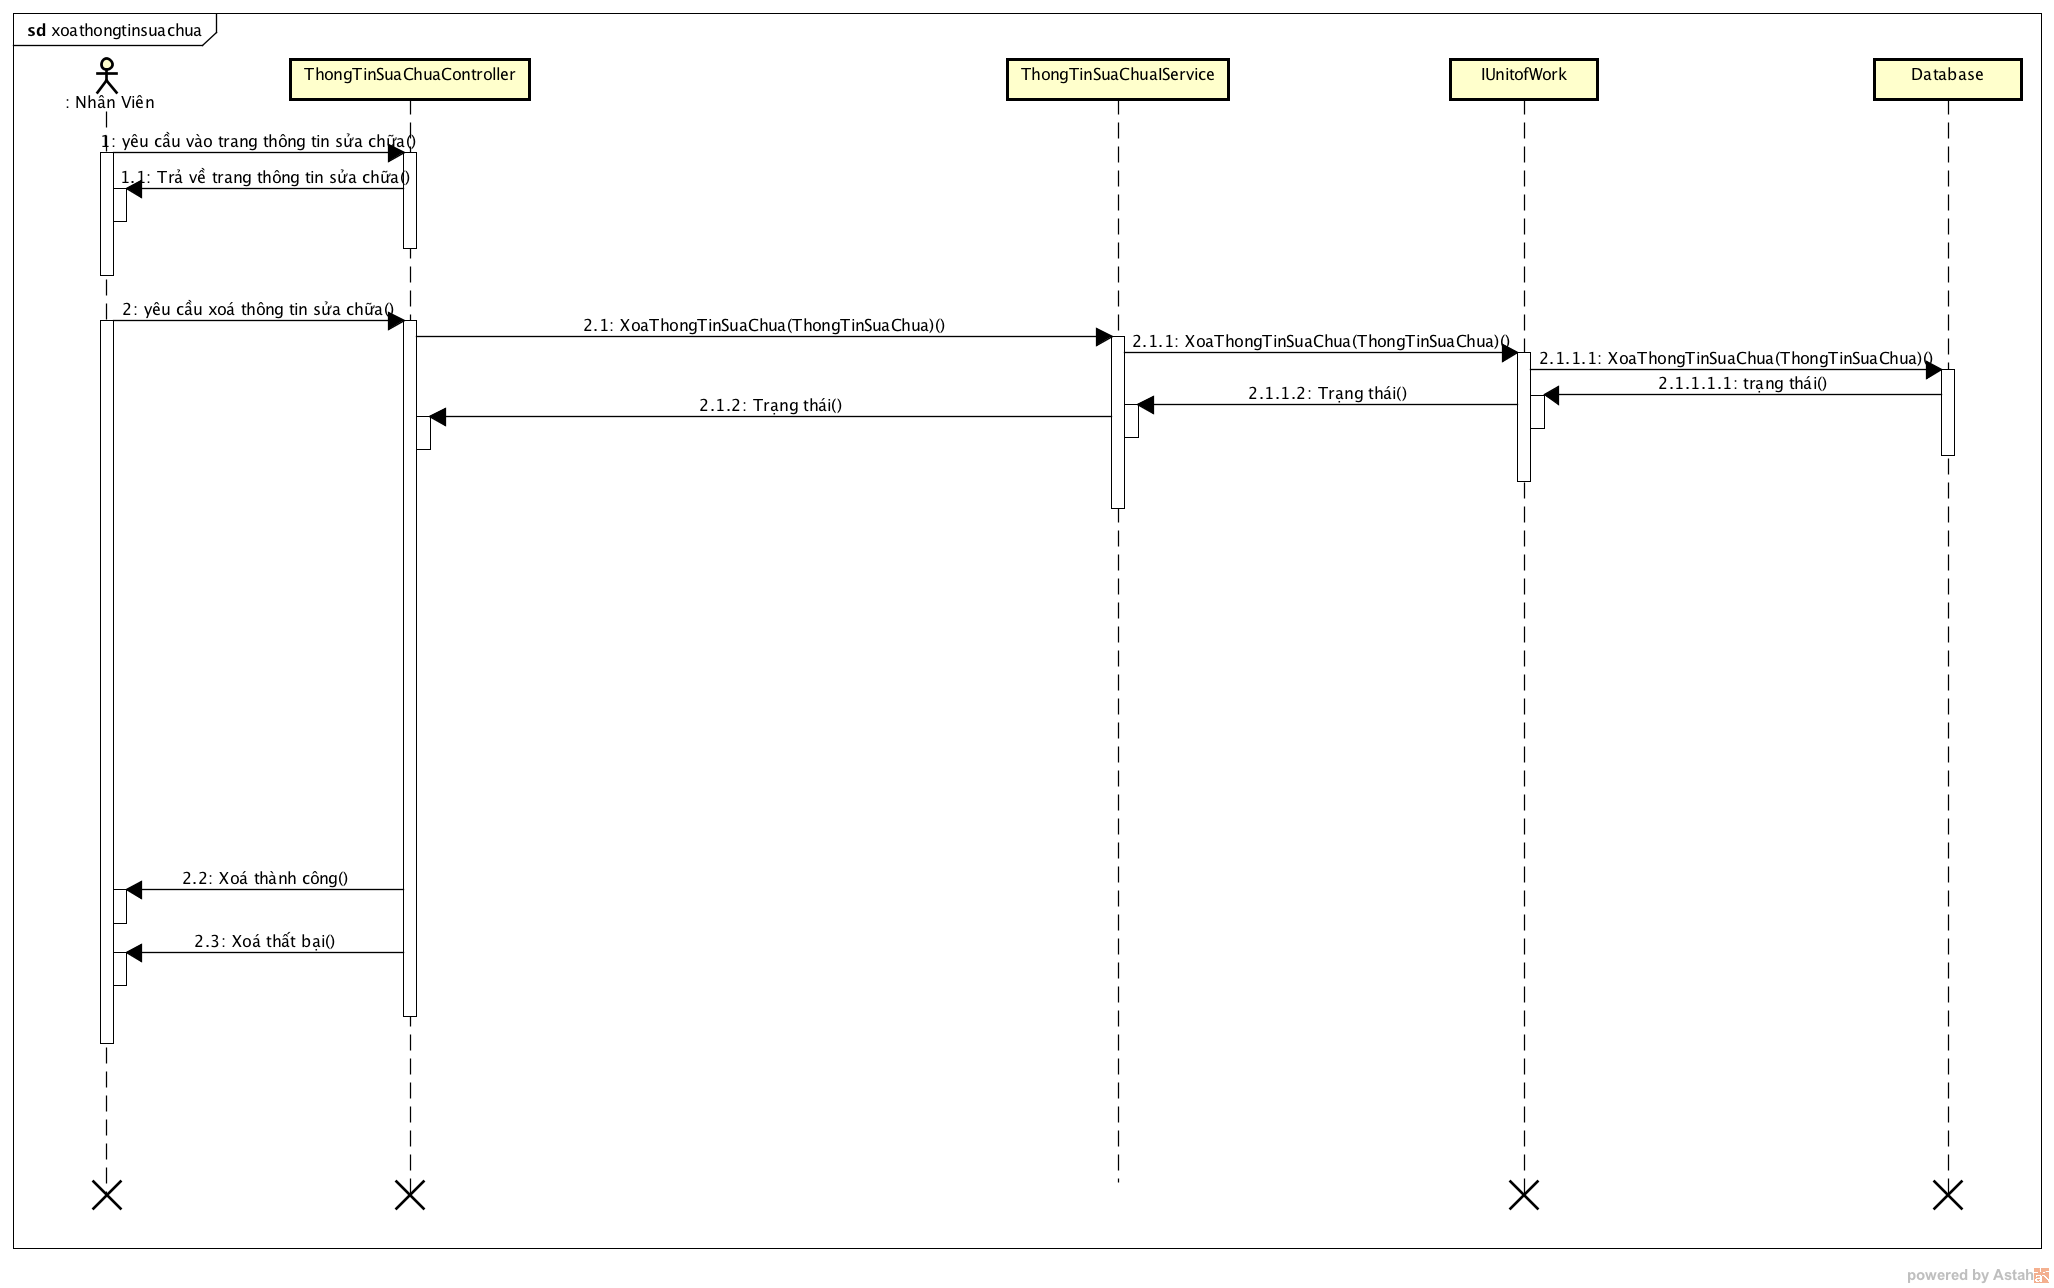 sd xoathongtinsuachua
: Nhân Viên
ThongTinSuaChuaController
ThongTinSuaChuaIService
IUnitofWork
Database
1: yêu cầu vào trang thông tin sửa chữa()
1.1: Trả về trang thông tin sửa chữa()
2: yêu cầu xoá thông tin sửa chữa()
2.1: XoaThongTinSuaChua(ThongTinSuaChua)()
2.1.1: XoaThongTinSuaChua(ThongTinSuaChua)()
2.1.1.1: XoaThongTinSuaChua(ThongTinSuaChua)()
2.1.1.1.1: trạng thái()
2.1.1.2: Trạng thái()
2.1.2: Trạng thái()
2.2: Xoá thành công()
2.3: Xoá thất bại()
powered by Astah